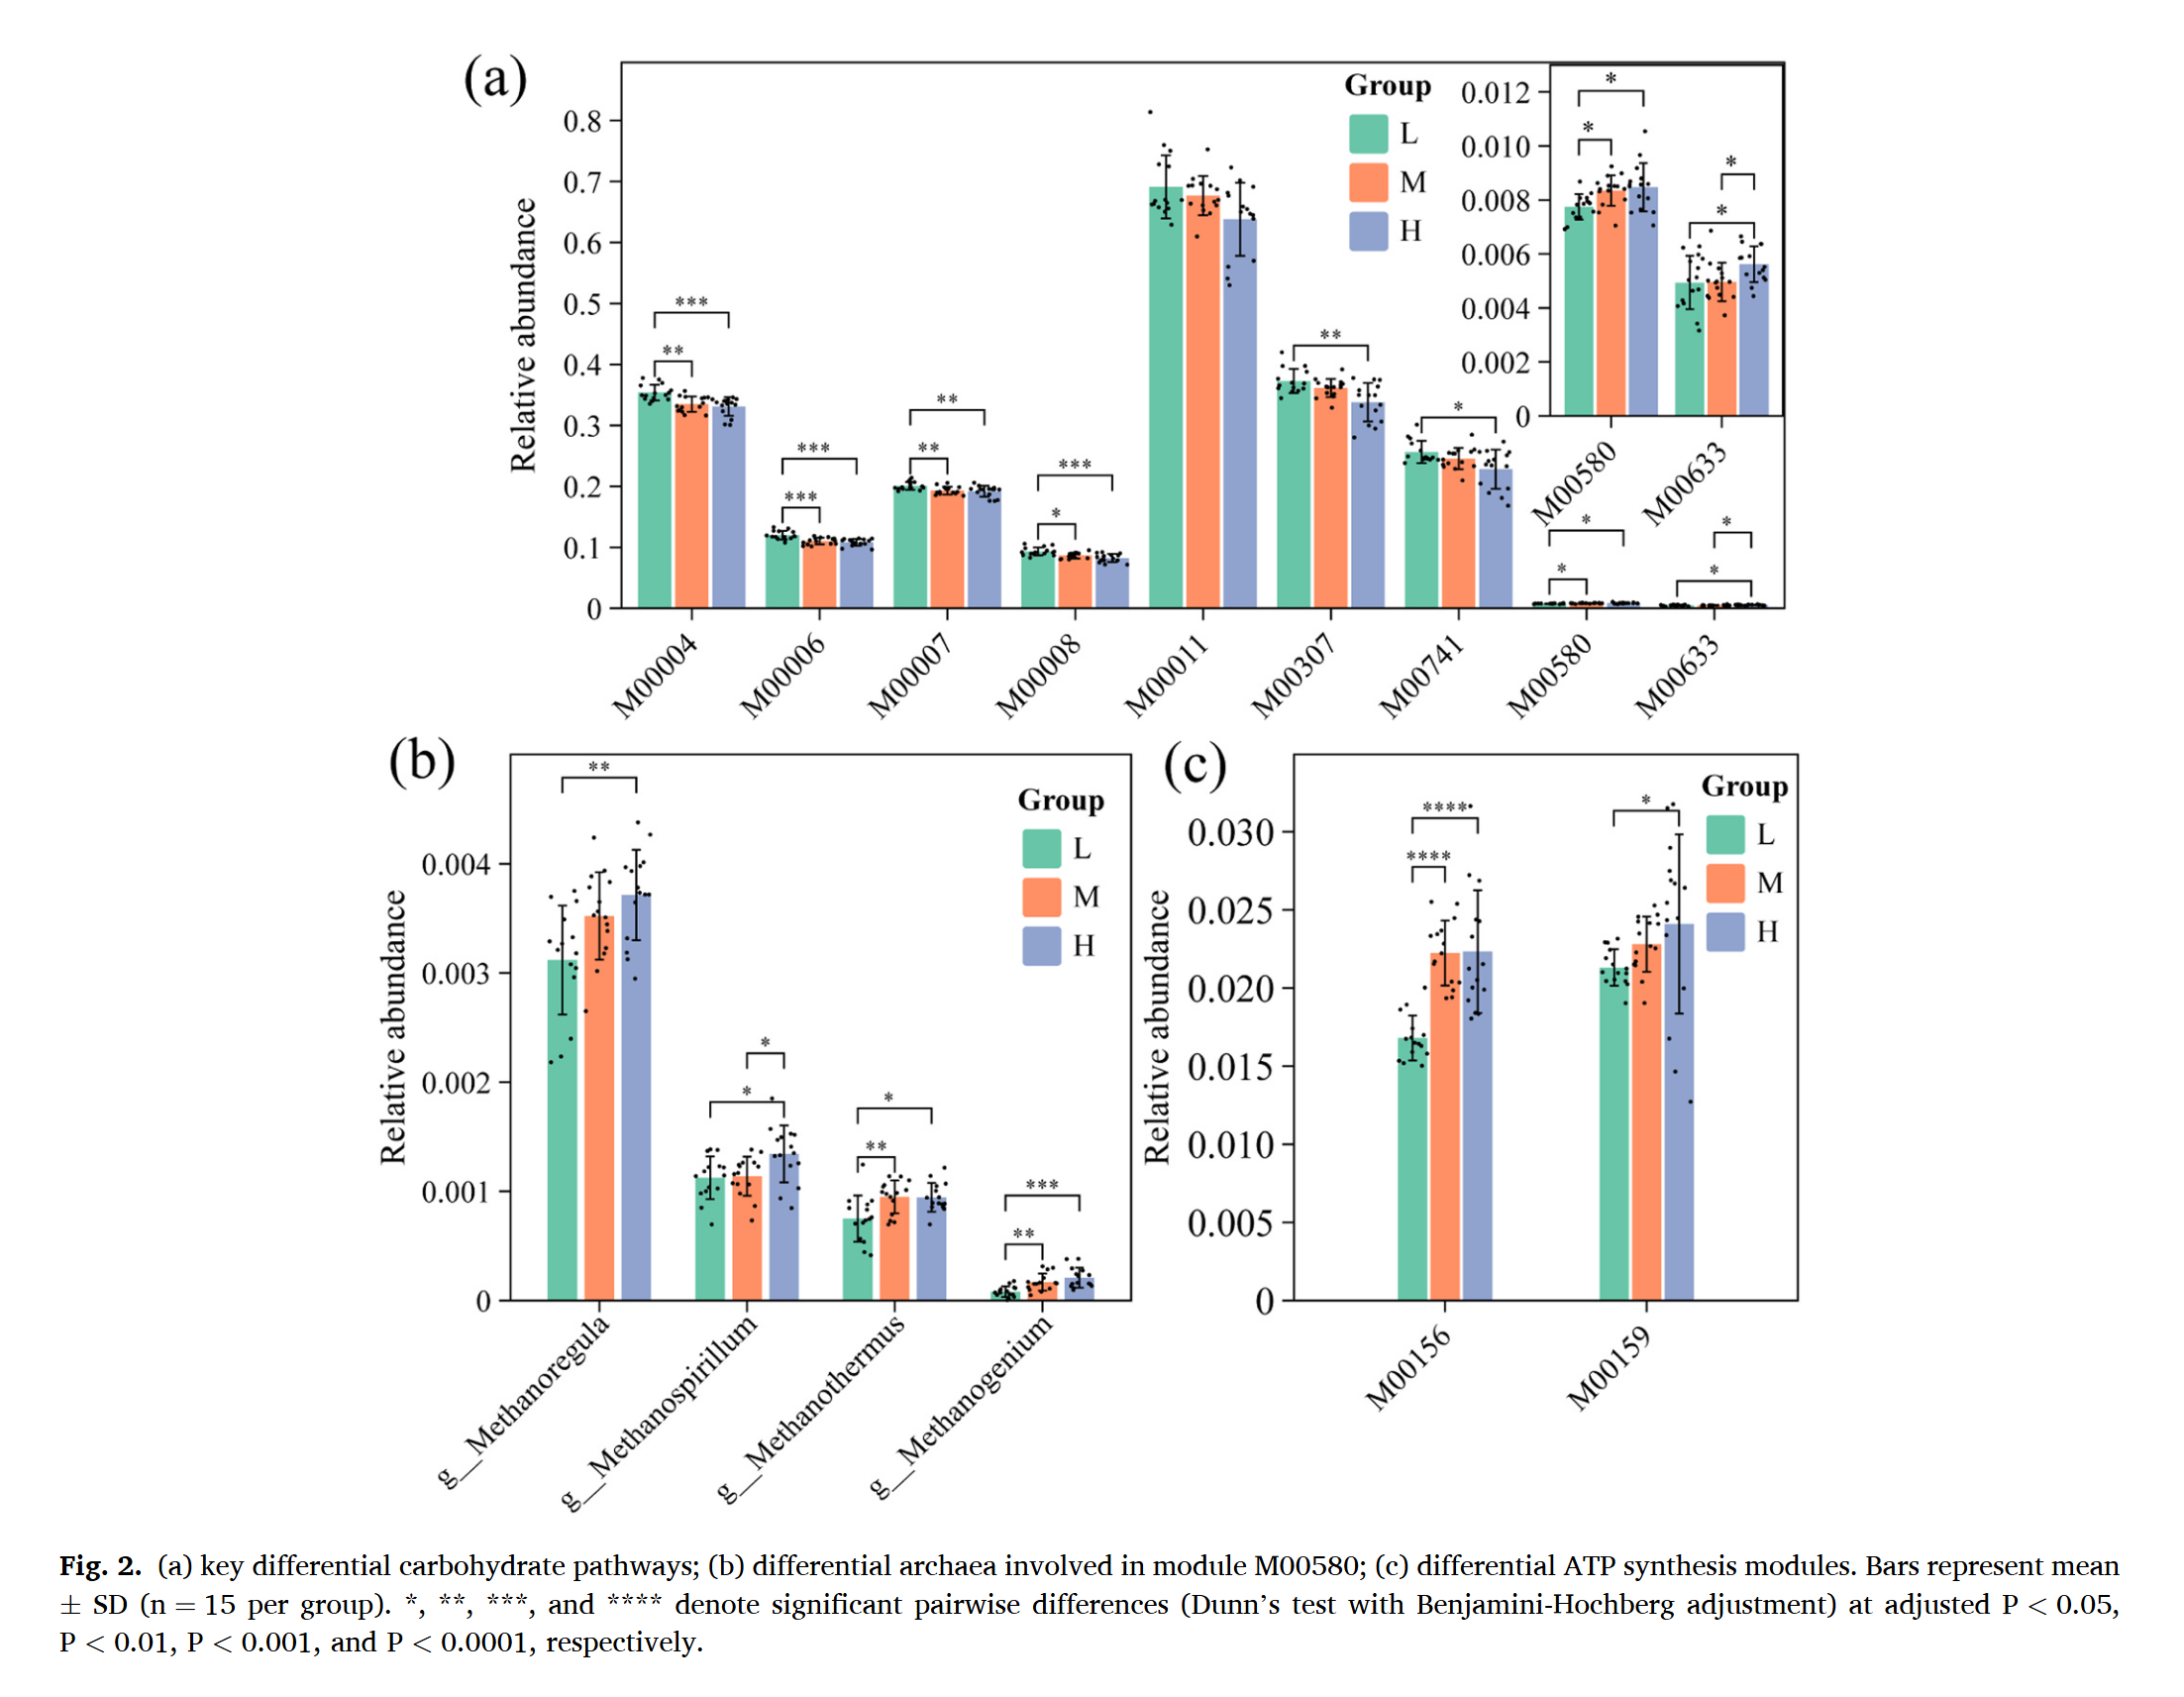 (a)
Relative abundance
0.8
0.7
0.6
0.5
0.4
0.3
0.2
0.1
0
***
**
***
***
**
**
***
*
**
*
*
*
*
*
M00004
M00006
M00007
M00008
M00011
M00307
M00741
M00580
M00633
Group
L
M
H
0.012
0.010
0.008
0.006
0.004
0.002
0
*
*
*
*
M00580
M00633
(b)
Relative abundance
0.004
0.003
0.002
0.001
0
**
*
*
*
**
***
**
Group
L
M
H
g__Methanoregula
g__Methanospirillum
g__Methanothermus
g__Methanogenium
(c)
Relative abundance
0.030
0.025
0.020
0.015
0.010
0.005
0
****
****
*
Group
L
M
H
M00156
M00159
Fig. 2. (a) key differential carbohydrate pathways; (b) differential archaea involved in module M00580; (c) differential ATP synthesis modules. Bars represent mean
± SD (n = 15 per group). *, **, ***, and **** denote significant pairwise differences (Dunn’s test with Benjamini-Hochberg adjustment) at adjusted P < 0.05,
P < 0.01, P < 0.001, and P < 0.0001, respectively.